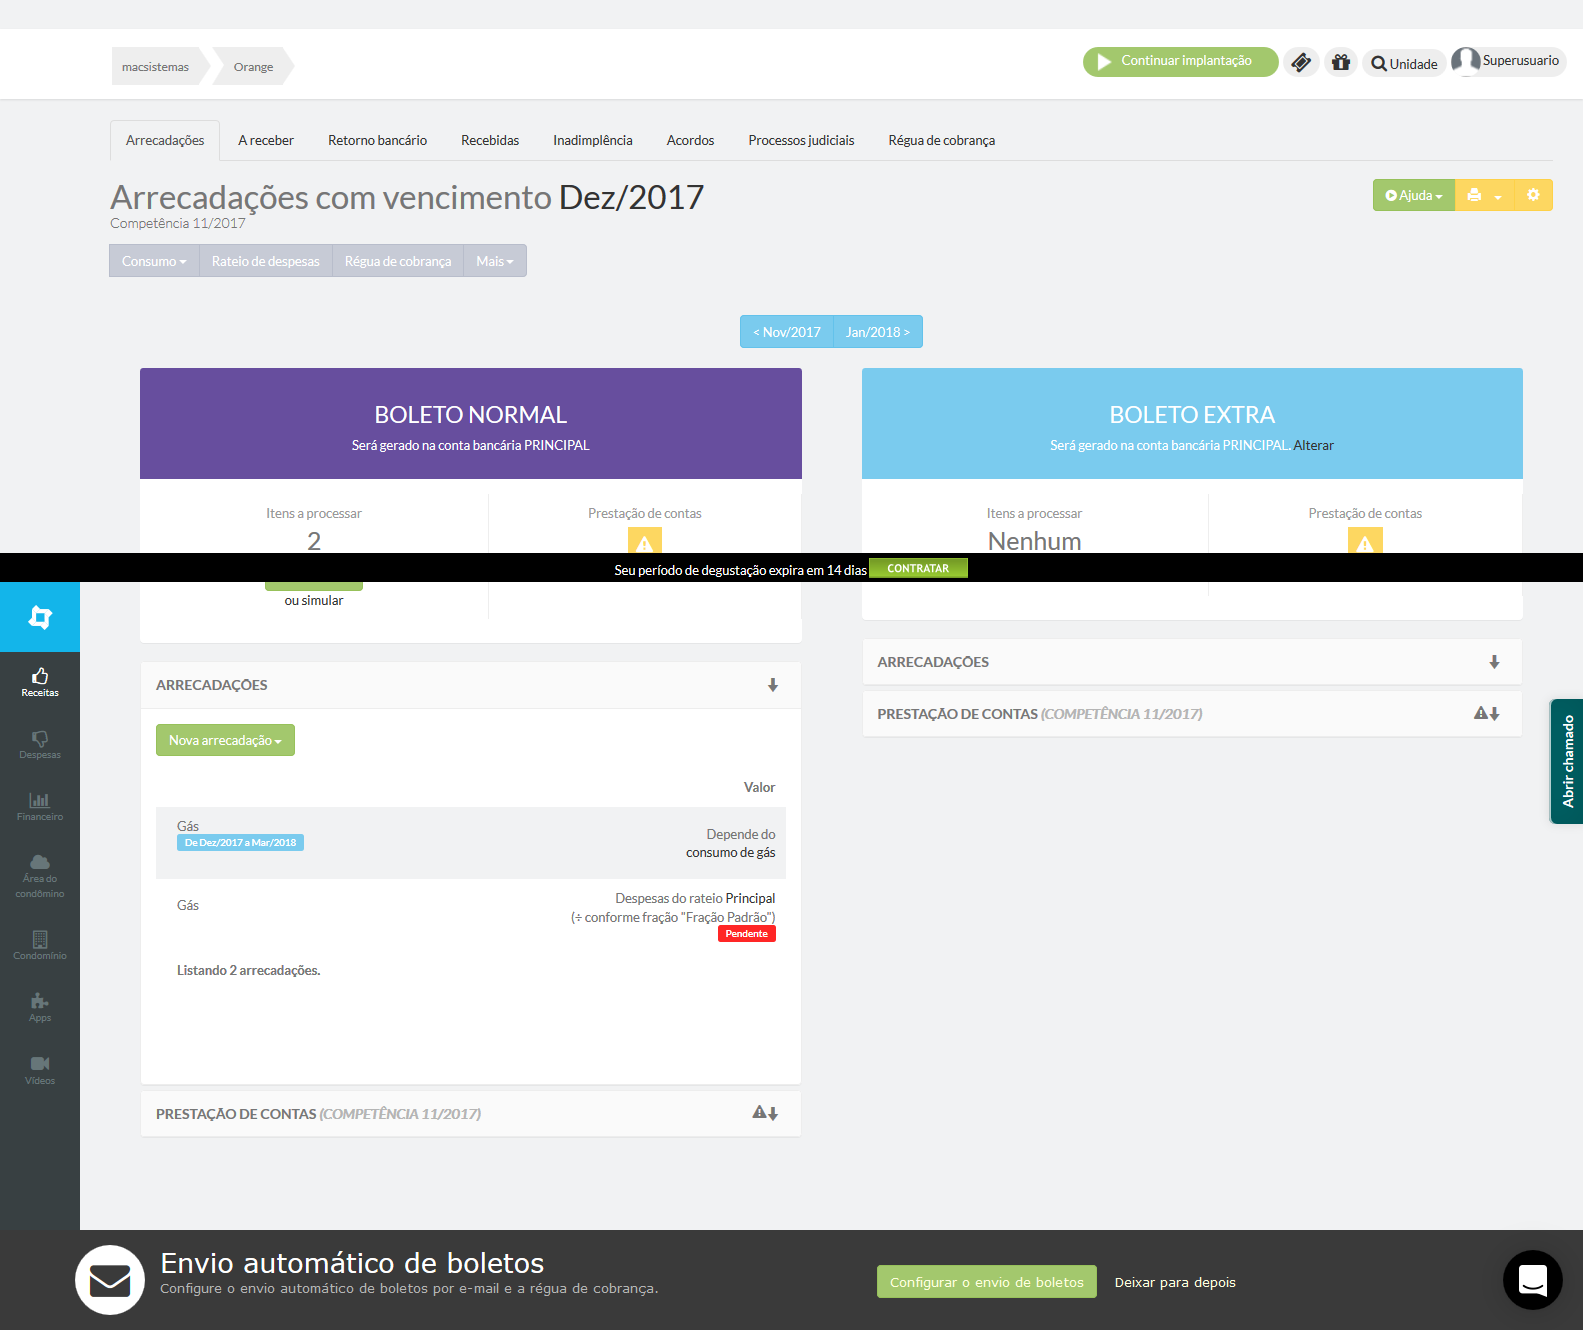 macsistemas
Orange
Continuar implantação
Unidade
Superusuario
Arrecadações
A receber
Retorno bancário
Recebidas
Inadimplência
Acordos
Processos judiciais
Régua de cobrança
Arrecadações com vencimento Dez/2017
Competência 11/2017
Ajuda
Consumo
Rateio de despesas
Régua de cobrança
Mais
< Nov/2017
Jan/2018 >
BOLETO NORMAL
Será gerado na conta bancária PRINCIPAL
Itens a processar
2
Prestação de contas
ou simular
BOLETO EXTRA
Será gerado na conta bancária PRINCIPAL. Alterar
Itens a processar
Nenhum
Prestação de contas
Seu período de degustação expira em 14 dias
CONTRATAR
Receitas
Despesas
Financeiro
Área do
condômino
Condomínio
Apps
Vídeos
ARRECADAÇÕES
Nova arrecadação
Valor
Gás
De Dez/2017 a Mar/2018
Depende do
consumo de gás
Gás
Despesas do rateio Principal
(÷ conforme fração "Fração Padrão")
Pendente
Listando 2 arrecadações.
PRESTAÇÃO DE CONTAS (COMPETÊNCIA 11/2017)
ARRECADAÇÕES
PRESTAÇÃO DE CONTAS (COMPETÊNCIA 11/2017)
Abrir chamado
Envio automático de boletos
Configure o envio automático de boletos por e-mail e a régua de cobrança.
Configurar o envio de boletos
Deixar para depois